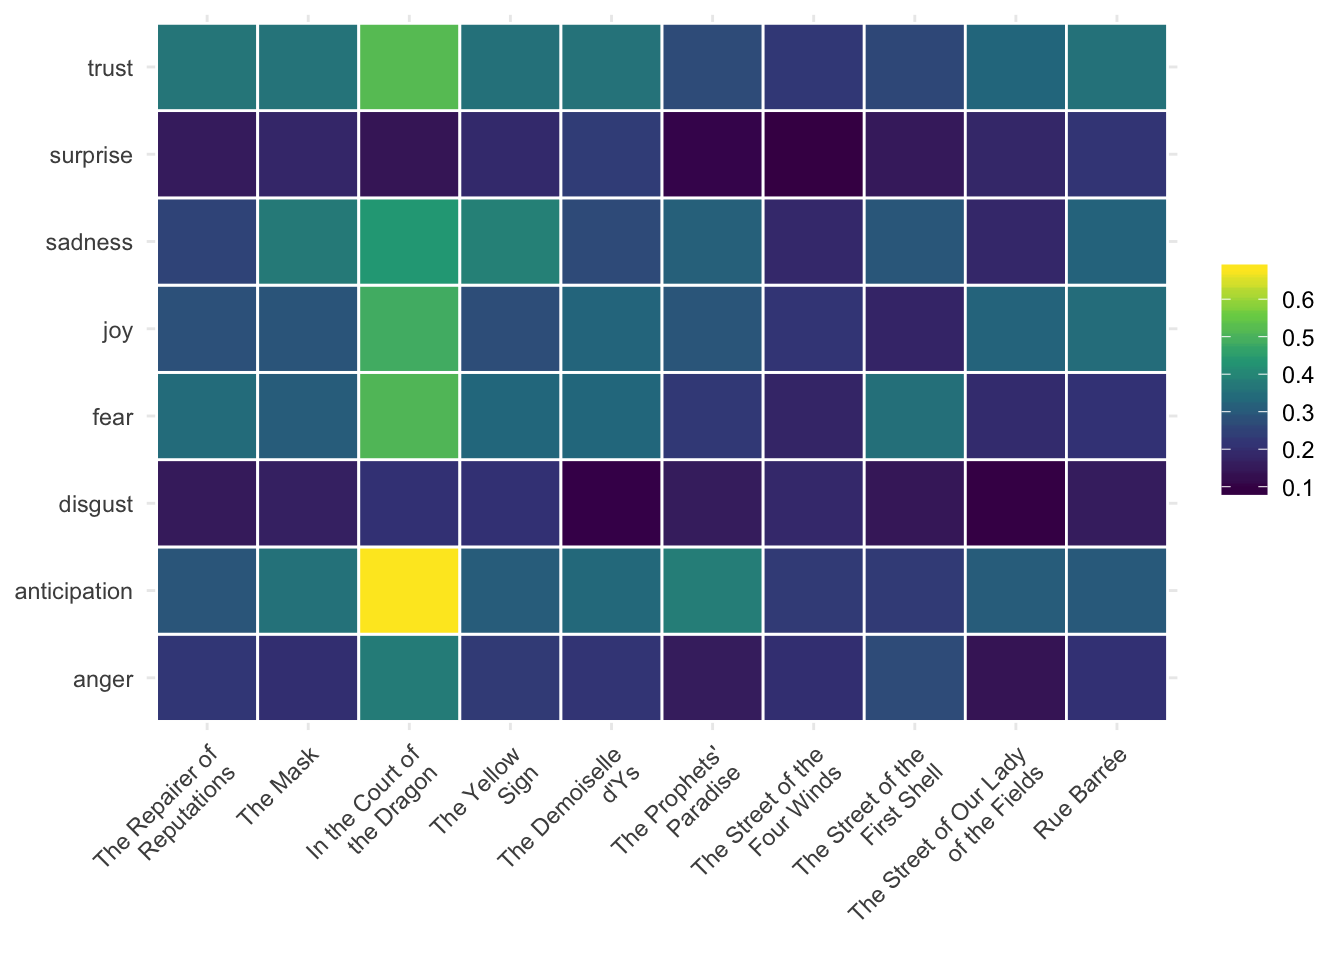 trust
surprise
sadness
joy
fear
disgust
anticipation
anger
The Repairer of
Reputations
The Mask
In the Court of
the Dragon
The Yellow
Sign
The Demoiselle
d'Ys
The Prophets'
Paradise
The Street of the
Four Winds
The Street of the
First Shell
The Street of Our Lady
of the Fields
Rue Barrée
0.6
0.5
0.4
0.3
0.2
0.1